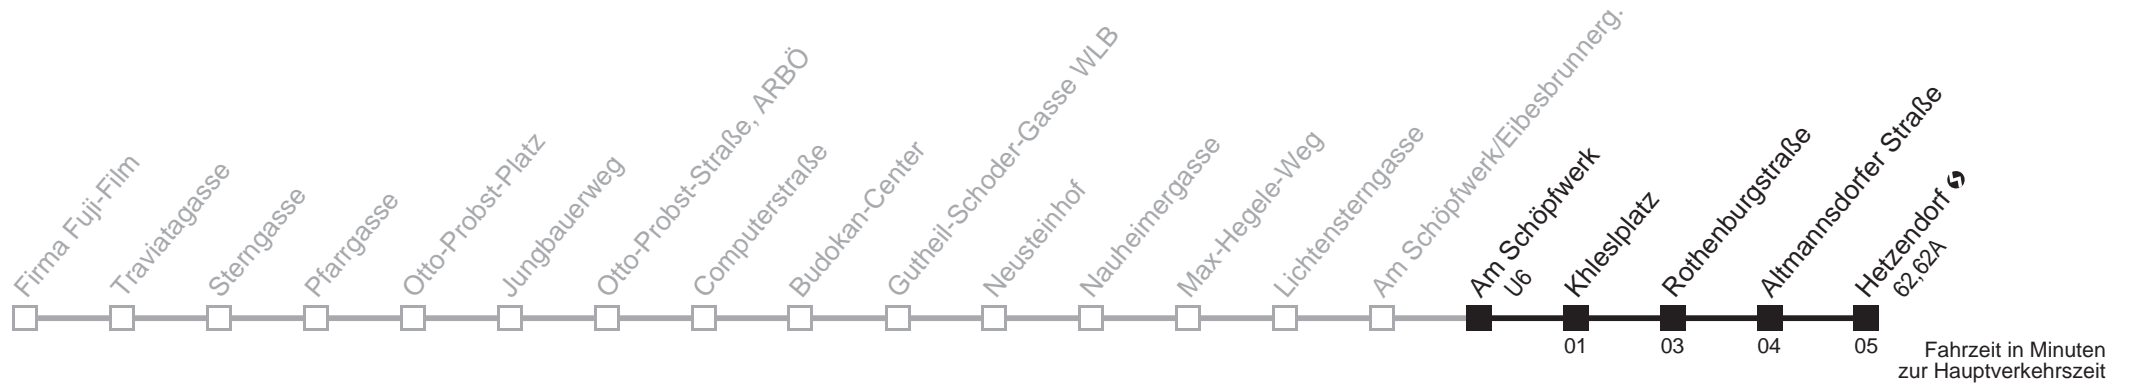 Firma Fuji-Film
Traviatagasse
Sterngasse
Pfarrgasse
Otto-Probst-Platz
Jungbauerweg
Otto-Probst-Straße, ARBÖ
Computerstraße
Budokan-Center
Gutheil-Schoder-Gasse WLB
Neusteinhof
Nauheimergasse
Max-Hegele-Weg
Lichtensterngasse
Am Schöpfwerk/Eibesbrunnerg.
Am Schöpfwerk
U6
Khleslplatz
Rothenburgstraße
Altmannsdorfer Straße
Hetzendorf
62,62A
01
03
04
05
Fahrzeit in Minuten
zur Hauptverkehrszeit